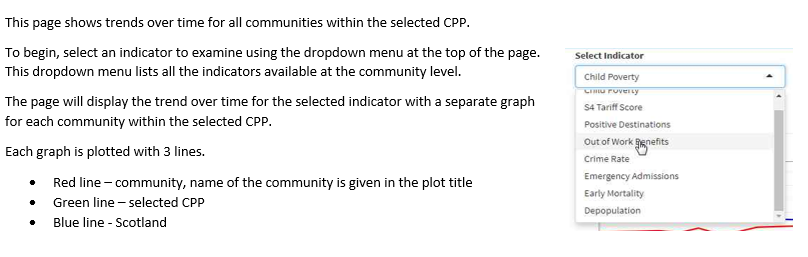 This page shows trends over time for all communities within the selected CPP.
To begin, select an indicator to examine using the dropdown menu at the top of the page.
This dropdown menu lists all the indicators available at the community level.
The page will display the trend over time for the selected indicator with a separate graph
for each community within the selected CPP.
Each graph is plotted with 3 lines.
• Red line – community, name of the community is given in the plot title
• Green line – selected CPP
• Blue line - Scotland
Select Indicator
Child Poverty
Child Poverty
S4 Tariff Score
Positive Destinations
Out of Work Benefits
Crime Rate
Emergency Admissions
Early Mortality
Depopulation